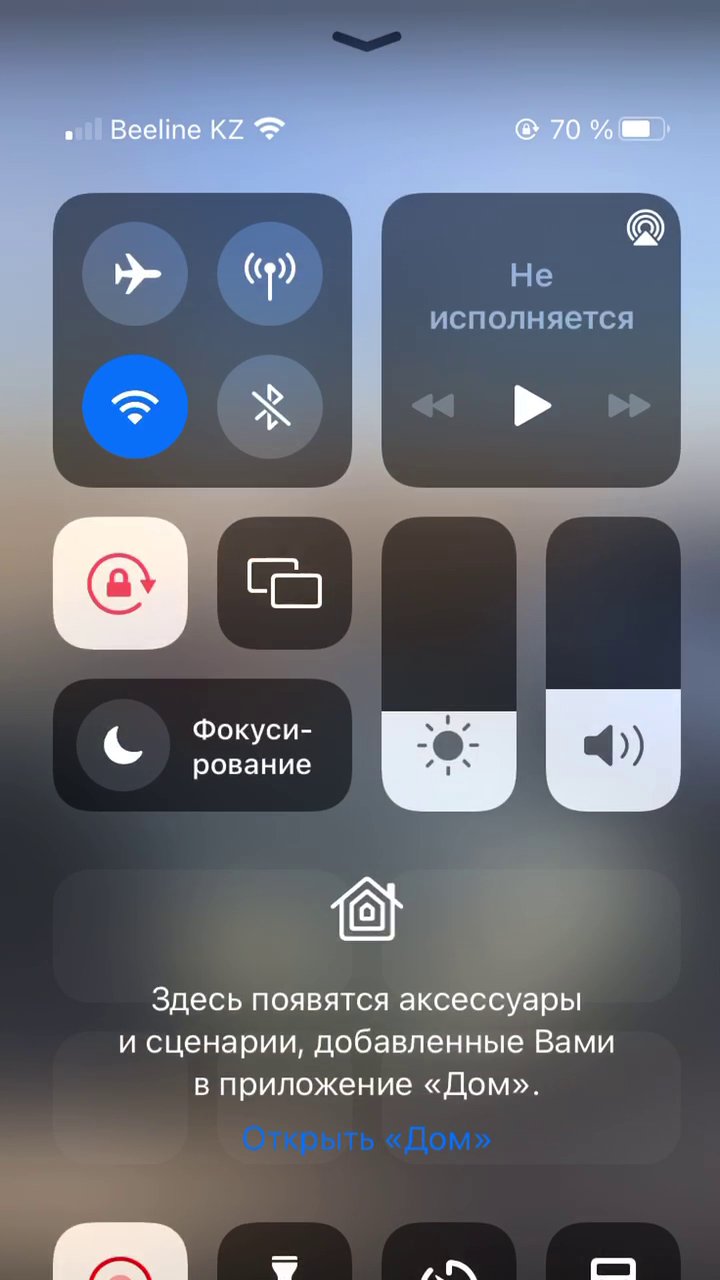 Beeline KZ
70 %
Не
исполняется
Фокуси-
рование
Здесь появятся аксессуары
и сценарии, добавленные Вами
в приложение «Дом».
Открыть «Дом»